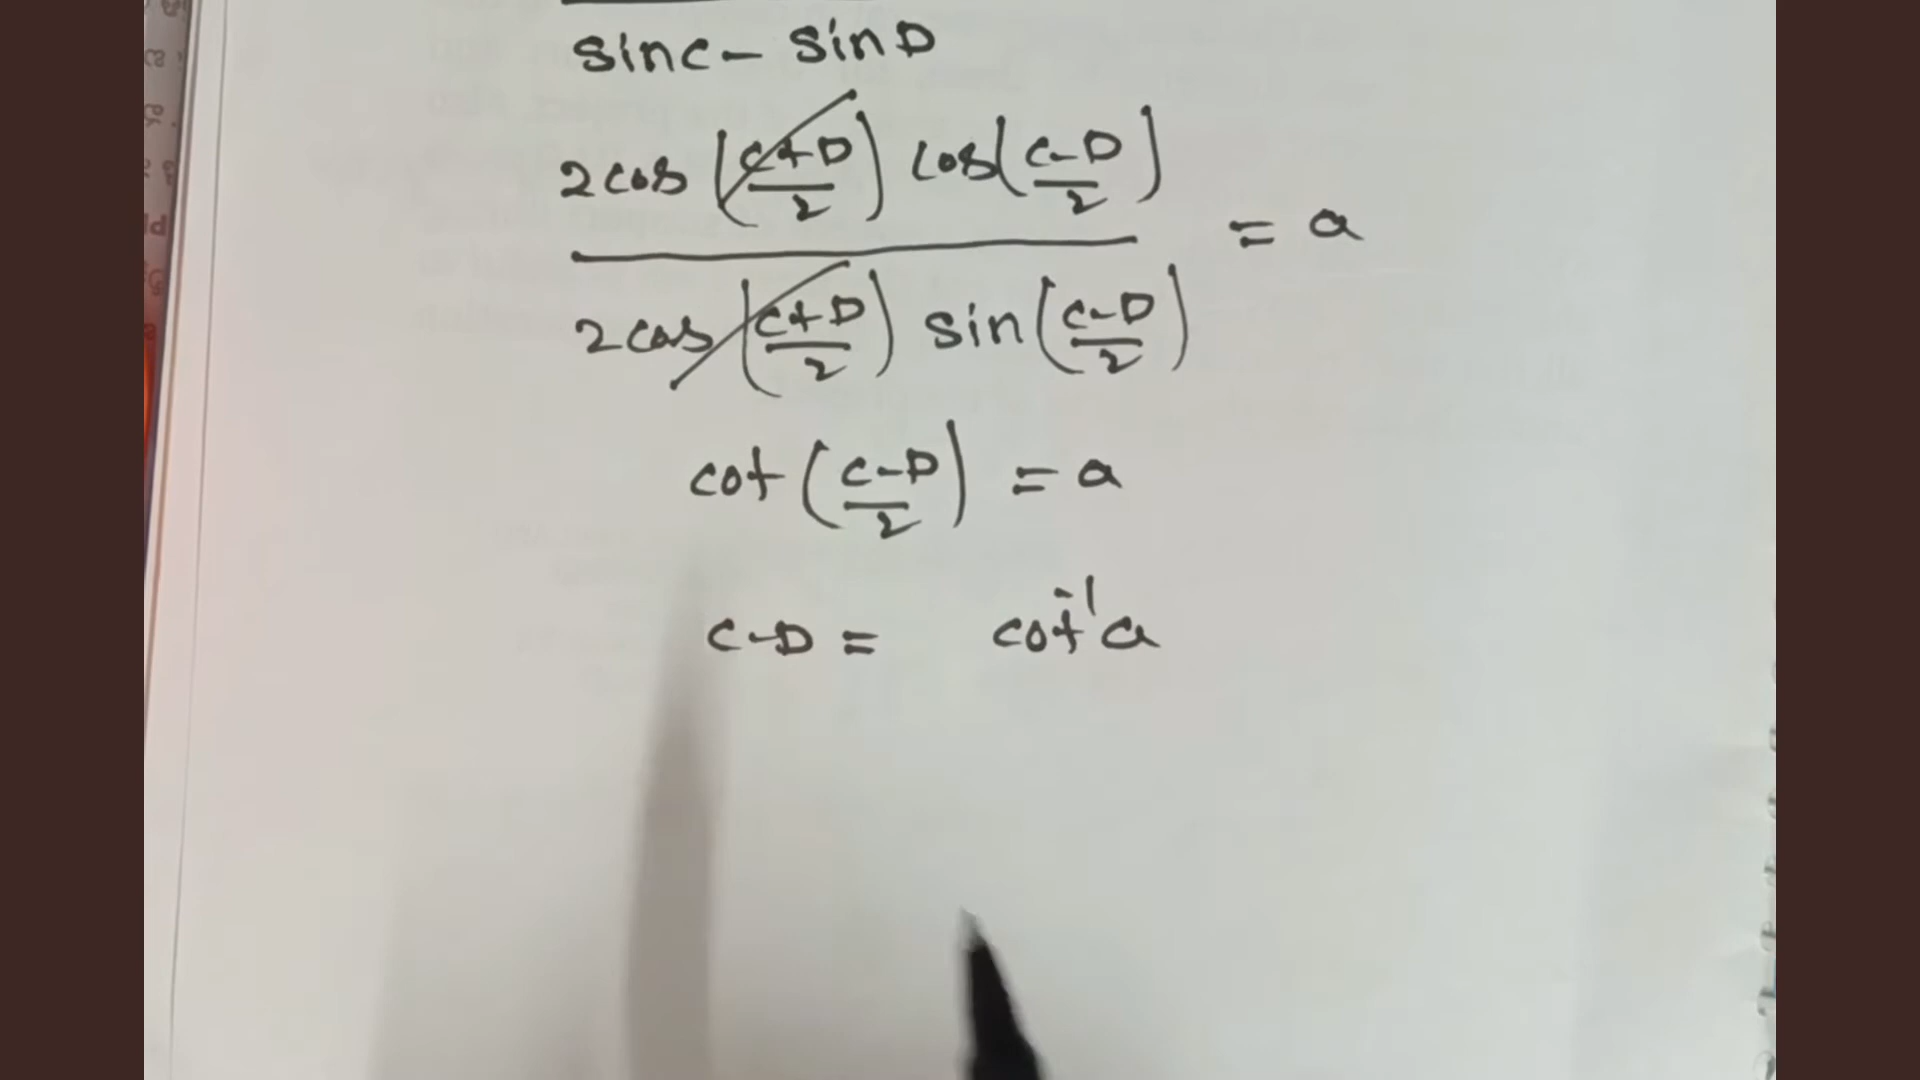 sinC - sinD
2cos((C+D)/2) cos((C-D)/2)
= a
2cos((C+D)/2) sin((C-D)/2)
cot((C-D)/2) = a
C-D = cot⁻¹a